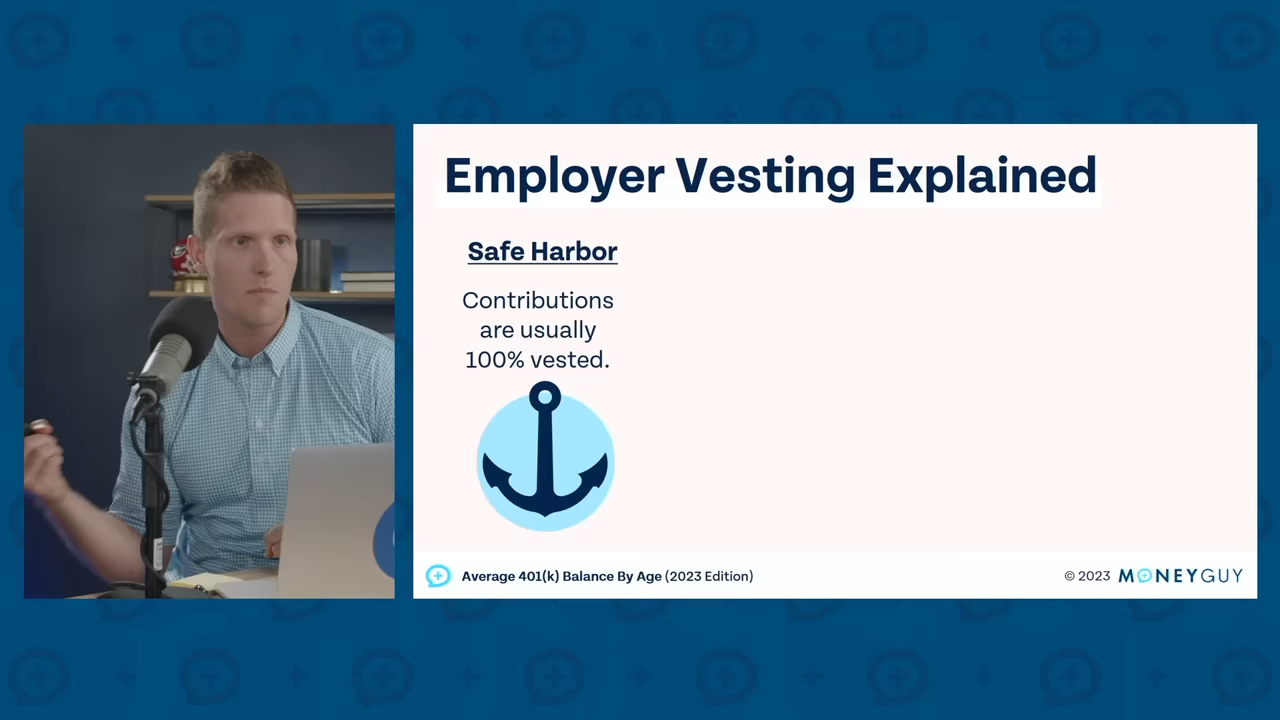 Employer Vesting Explained
Safe Harbor
Contributions
are usually
100% vested.
Average 401(k) Balance By Age (2023 Edition)
© 2023 MONEYGUY